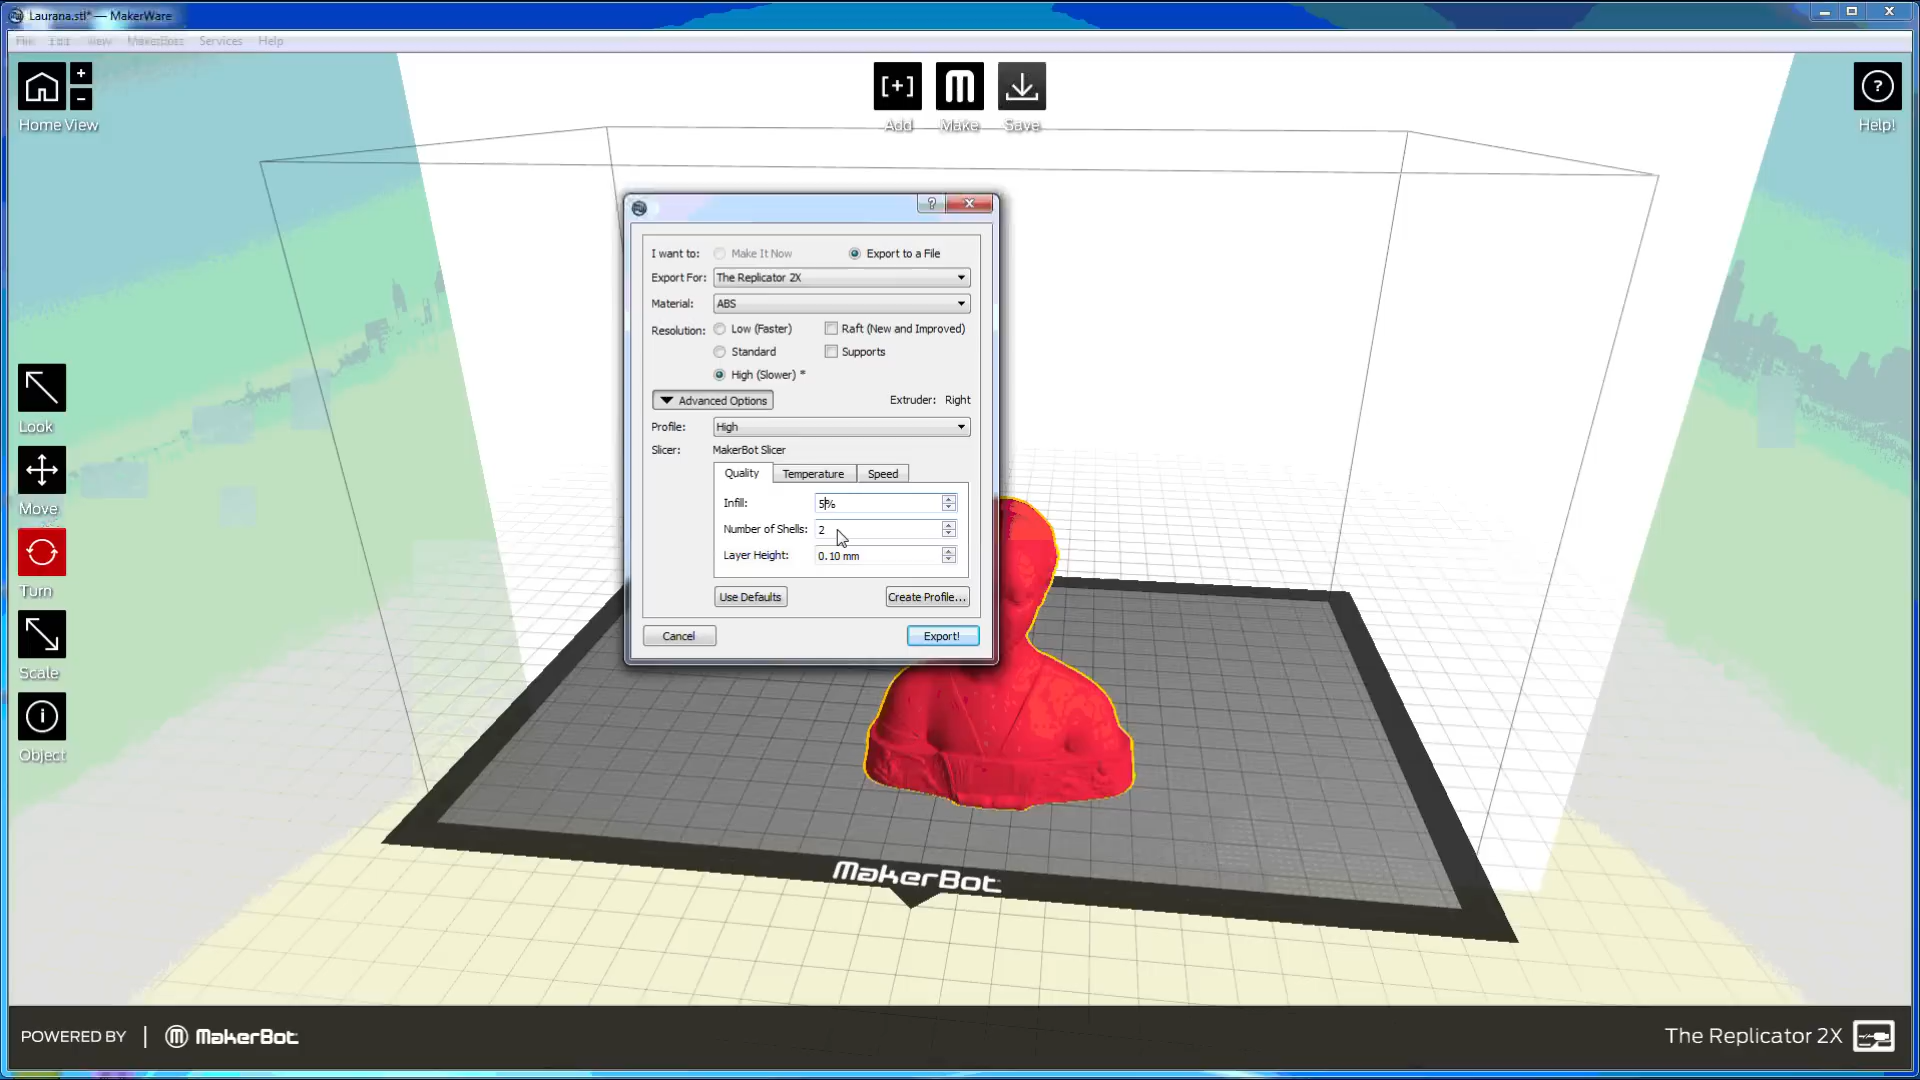 Laurana.stl* — MakerWare
File Edit View MakerBot Services Help
+
-
Home View
[+] M
Add Make Save
?
Help!
?
I want to: Make It Now Export to a File
Export For: The Replicator 2X
Material: ABS
Resolution: Low (Faster) Raft (New and Improved)
Standard Supports
High (Slower) *
Advanced Options Extruder: Right
Profile: High
Slicer: MakerBot Slicer
Quality Temperature Speed
Infill: 5%
Number of Shells: 2
Layer Height: 0.10 mm
Use Defaults Create Profile...
Cancel Export!
Look
Move
Turn
Scale
i
Object
MakerBot
POWERED BY | M MakerBot
The Replicator 2X